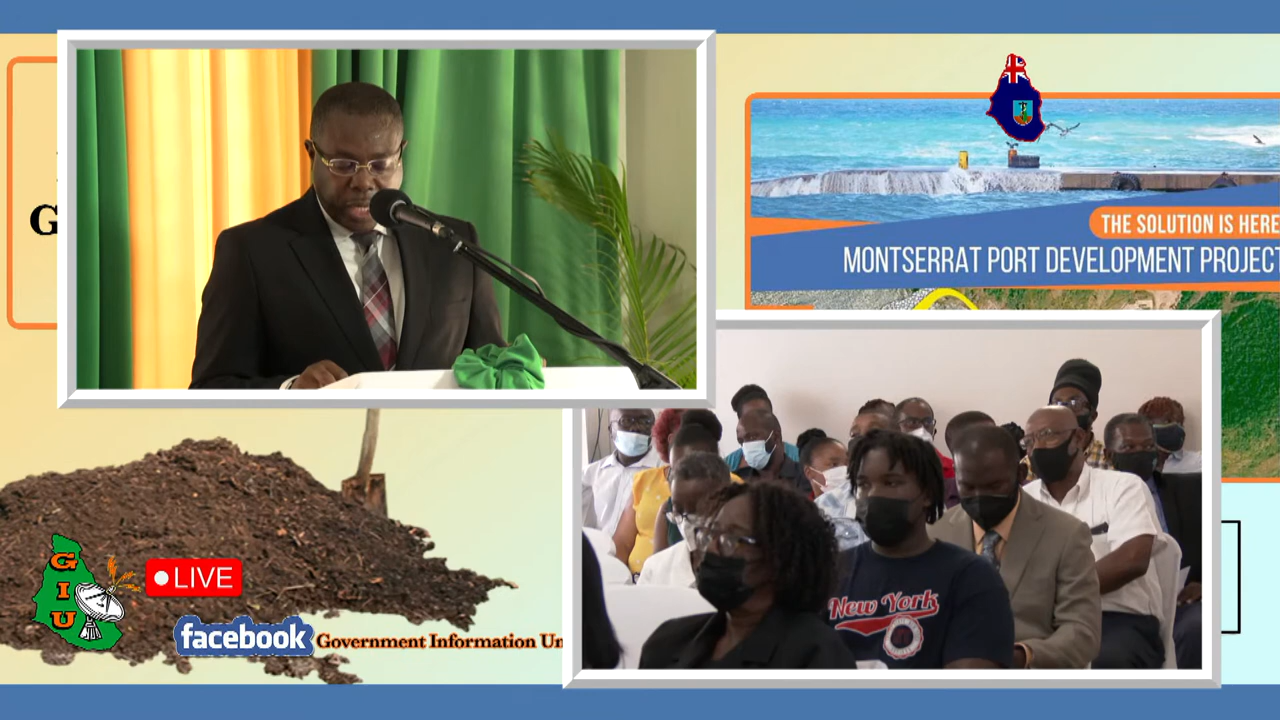 G
THE SOLUTION IS HERE
MONTSERRAT PORT DEVELOPMENT PROJECT
New York
GIU
LIVE
facebook
Government Information Un